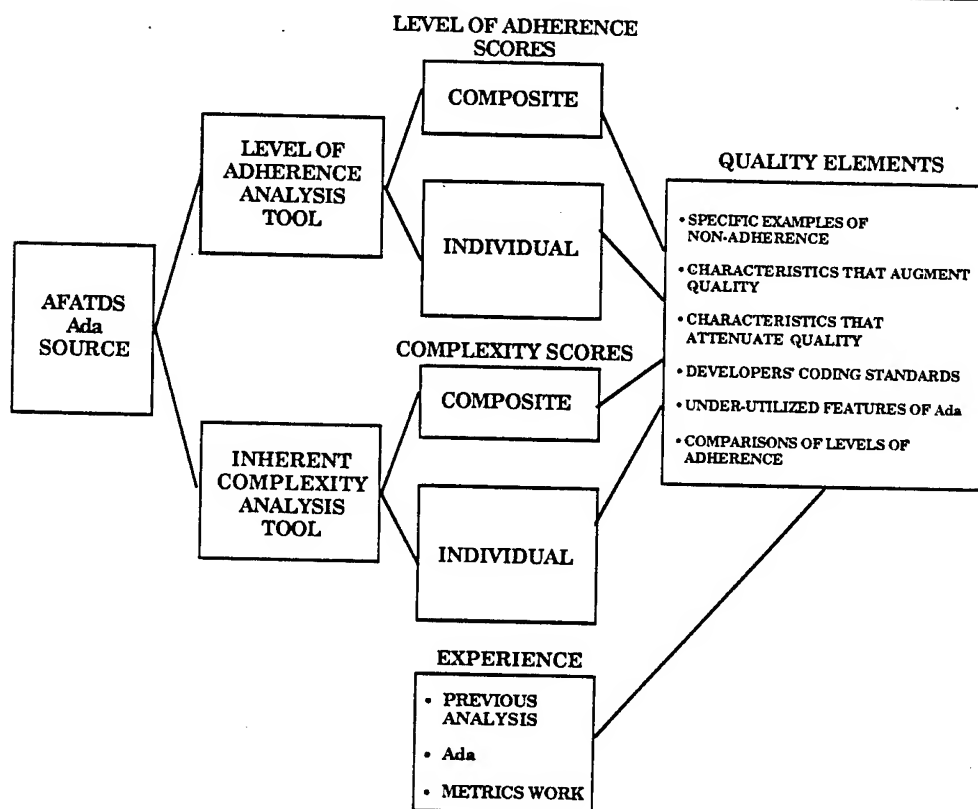 LEVEL OF ADHERENCE
SCORES
COMPOSITE
LEVEL OF
ADHERENCE
ANALYSIS
TOOL
INDIVIDUAL
AFATDS
Ada
SOURCE
COMPLEXITY SCORES
COMPOSITE
INHERENT
COMPLEXITY
ANALYSIS
TOOL
INDIVIDUAL
EXPERIENCE
• PREVIOUS
ANALYSIS
• Ada
• METRICS WORK
QUALITY ELEMENTS
• SPECIFIC EXAMPLES OF
NON-ADHERENCE
• CHARACTERISTICS THAT AUGMENT
QUALITY
• CHARACTERISTICS THAT
ATTENUATE QUALITY
• DEVELOPERS' CODING STANDARDS
• UNDER-UTILIZED FEATURES OF Ada
• COMPARISONS OF LEVELS OF
ADHERENCE